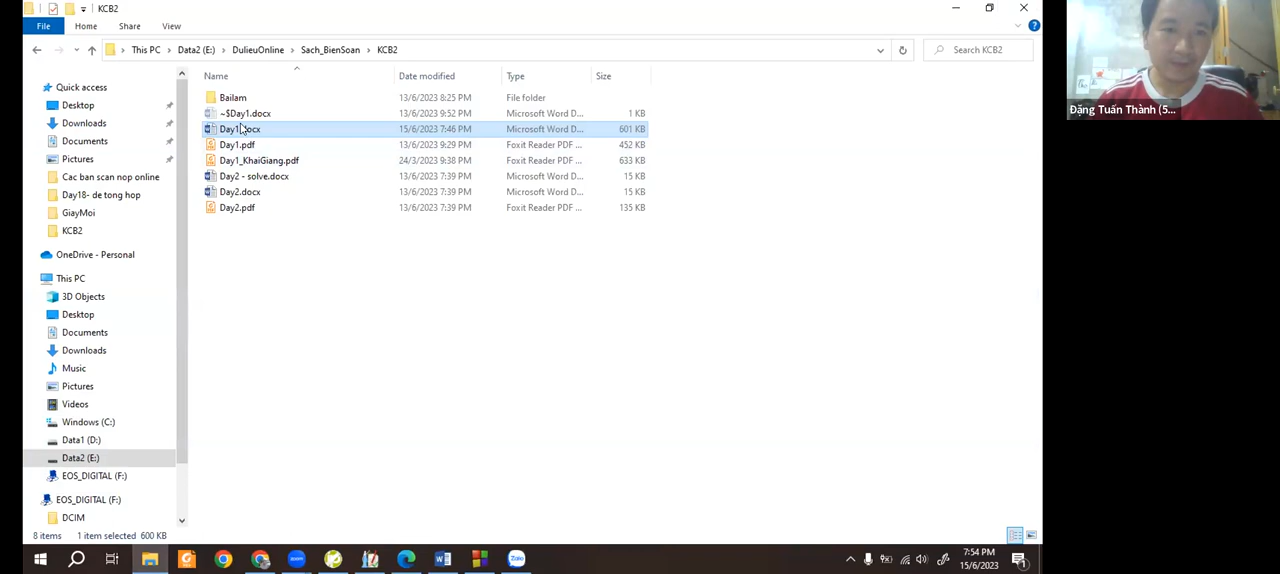 KCB2
File Home Share View
This PC Data2 (E:) DulieuOnline Sach_BienSoan KCB2
Search KCB2
Name Date modified Type Size
Quick access
Desktop
Downloads
Documents
Pictures
Cac ban scan nop online
Day18- de tong hop
GiayMoi
KCB2
OneDrive - Personal
This PC
3D Objects
Desktop
Documents
Downloads
Music
Pictures
Videos
Windows (C:)
Data1 (D:)
Data2 (E:)
EOS_DIGITAL (F:)
EOS_DIGITAL (F:)
DCIM
Bailam 13/6/2023 8:25 PM File folder
~$Day1.docx 13/6/2023 9:52 PM Microsoft Word D... 1 KB
Day1.docx 15/6/2023 7:46 PM Microsoft Word D... 601 KB
Day1.pdf 13/6/2023 9:29 PM Foxit Reader PDF ... 452 KB
Day1_KhaiGiang.pdf 24/3/2023 9:38 PM Foxit Reader PDF ... 633 KB
Day2 - solve.docx 13/6/2023 7:39 PM Microsoft Word D... 15 KB
Day2.docx 13/6/2023 7:39 PM Microsoft Word D... 15 KB
Day2.pdf 13/6/2023 7:39 PM Foxit Reader PDF ... 135 KB
8 items 1 item selected 600 KB
7:54 PM
15/6/2023
Đặng Tuấn Thành (5...